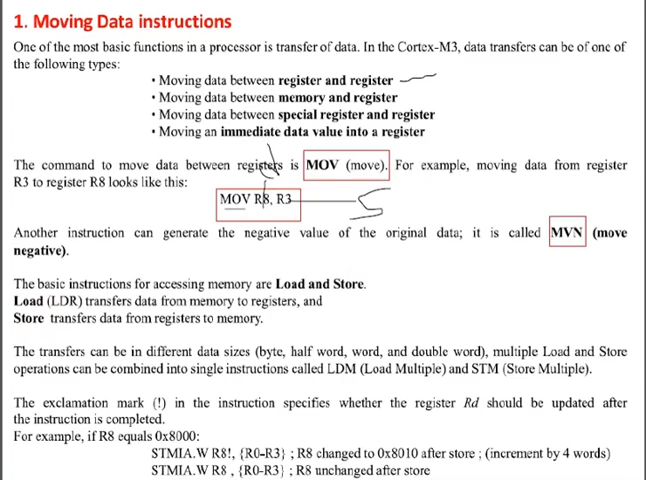 1. Moving Data instructions
One of the most basic functions in a processor is transfer of data. In the Cortex-M3, data transfers can be of one of
the following types:
• Moving data between register and register
• Moving data between memory and register
• Moving data between special register and register
• Moving an immediate data value into a register
The command to move data between registers is MOV (move). For example, moving data from register
R3 to register R8 looks like this:
MOV R8, R3
Another instruction can generate the negative value of the original data; it is called MVN (move
negative).
The basic instructions for accessing memory are Load and Store.
Load (LDR) transfers data from memory to registers, and
Store transfers data from registers to memory.
The transfers can be in different data sizes (byte, half word, word, and double word), multiple Load and Store
operations can be combined into single instructions called LDM (Load Multiple) and STM (Store Multiple).
The exclamation mark (!) in the instruction specifies whether the register Rd should be updated after
the instruction is completed.
For example, if R8 equals 0x8000:
STMIA.W R8!, {R0-R3} ; R8 changed to 0x8010 after store ; (increment by 4 words)
STMIA.W R8 , {R0-R3} ; R8 unchanged after store